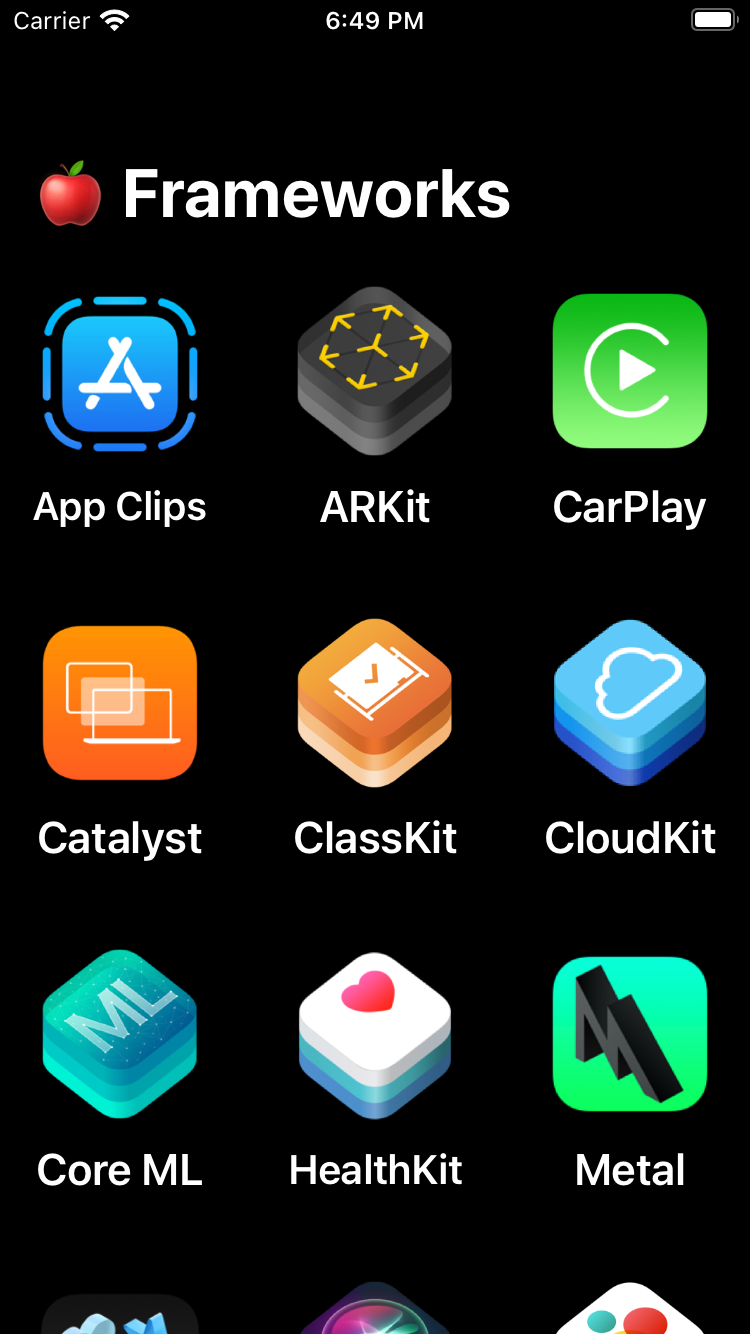 Carrier 6:49 PM
🍎 Frameworks
App Clips ARKit CarPlay
Catalyst ClassKit CloudKit
ML
Core ML HealthKit Metal